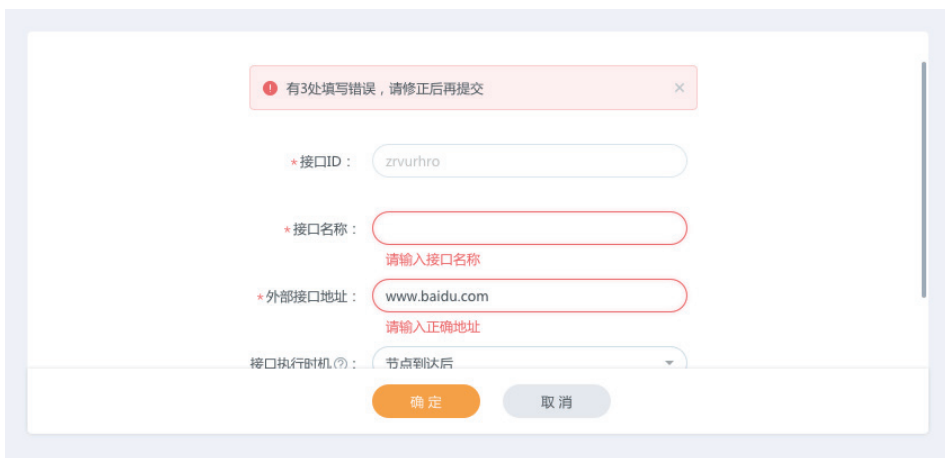 有3处填写错误，请修正后再提交
*接口ID： zrvurhro
*接口名称：
请输入接口名称
*外部接口地址： www.baidu.com
请输入正确地址
接口执行时机?： 节点到达后
确定 取消